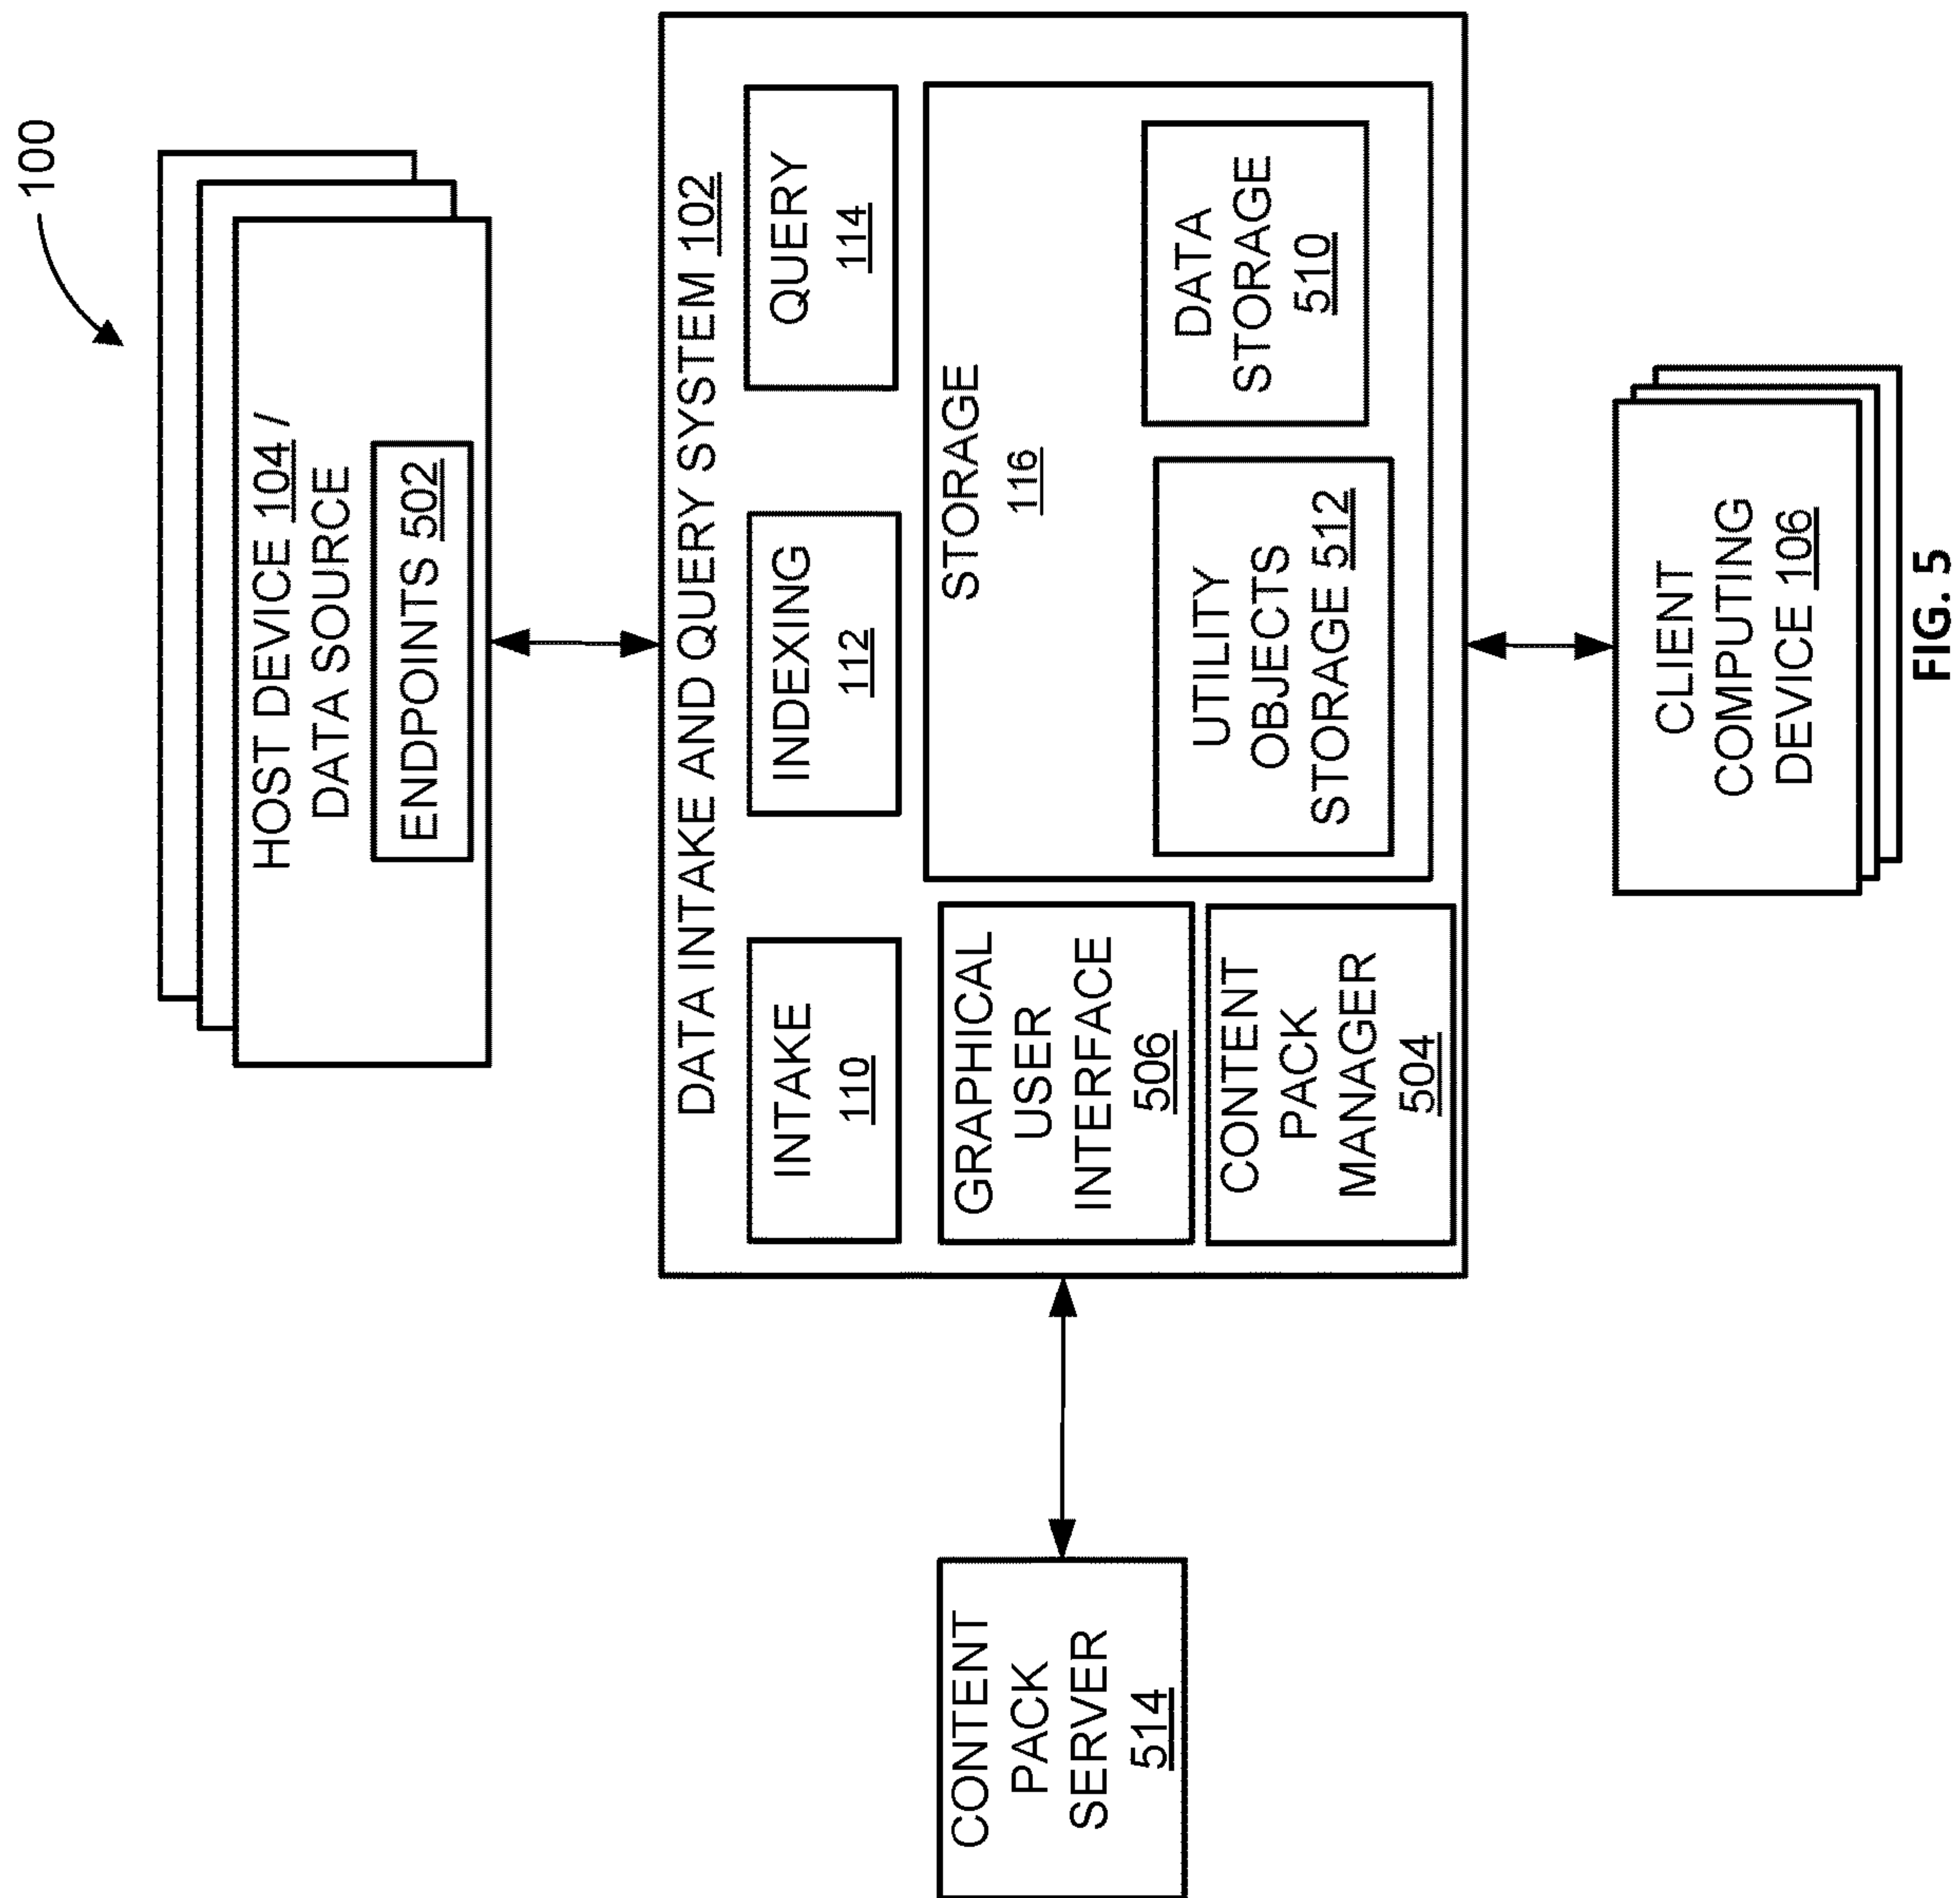 100
HOST DEVICE 104 /
DATA SOURCE
ENDPOINTS 502
DATA INTAKE AND QUERY SYSTEM 102
INTAKE
110
INDEXING
112
QUERY
114
GRAPHICAL
USER
INTERFACE
506
CONTENT
PACK
MANAGER
504
STORAGE
116
UTILITY
OBJECTS
STORAGE 512
DATA
STORAGE
510
CONTENT
PACK
SERVER
514
CLIENT
COMPUTING
DEVICE 106
FIG. 5